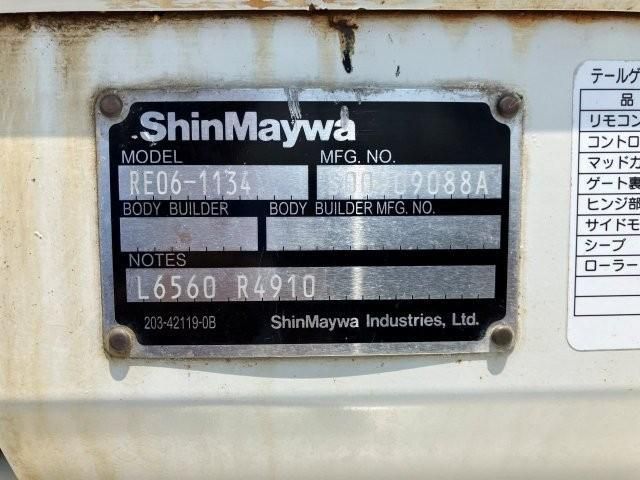 ShinMaywa
MODEL
MFG. NO.
RE06-1134
BODY BUILDER
BODY BUILDER MFG. NO.
NOTES
L6560 R4910
203-42119-0B
ShinMaywa Industries, Ltd.
テールゲ
品
リモコン
コントロ
マッドガ
ゲート裏
ヒンジ部
サイドモ
シーブ
ローラー